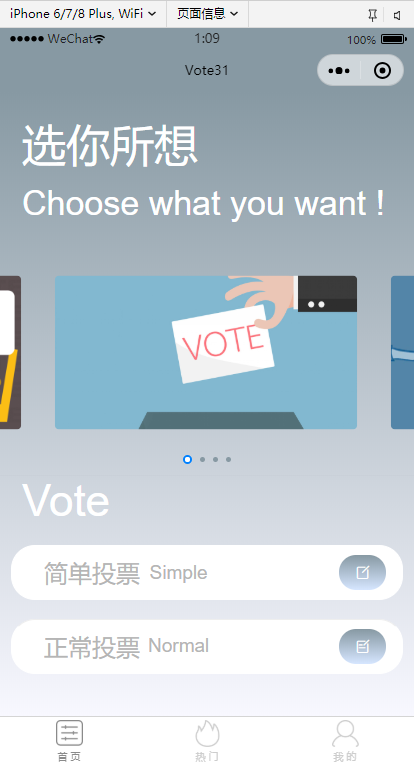 iPhone 6/7/8 Plus, WiFi 页面信息
WeChat 1:09 100%
Vote31
选你所想
Choose what you want !
VOTE
Vote
简单投票 Simple
正常投票 Normal
首页 热门 我的